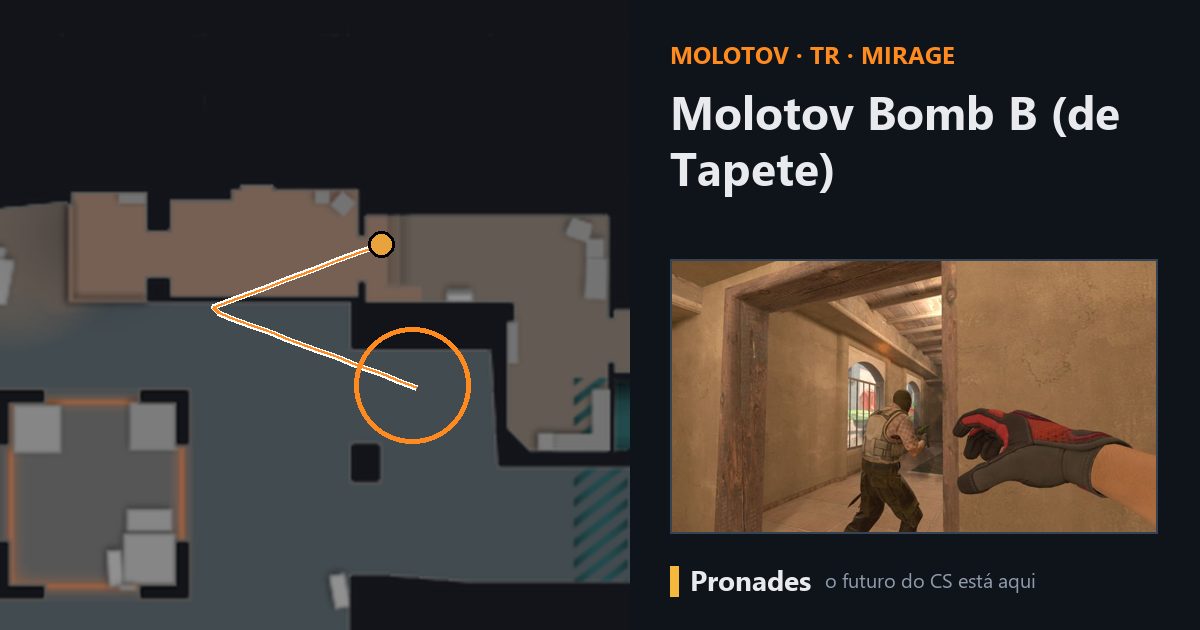 MOLOTOV · TR · MIRAGE
Molotov Bomb B (de
Tapete)
Pronades o futuro do CS está aqui